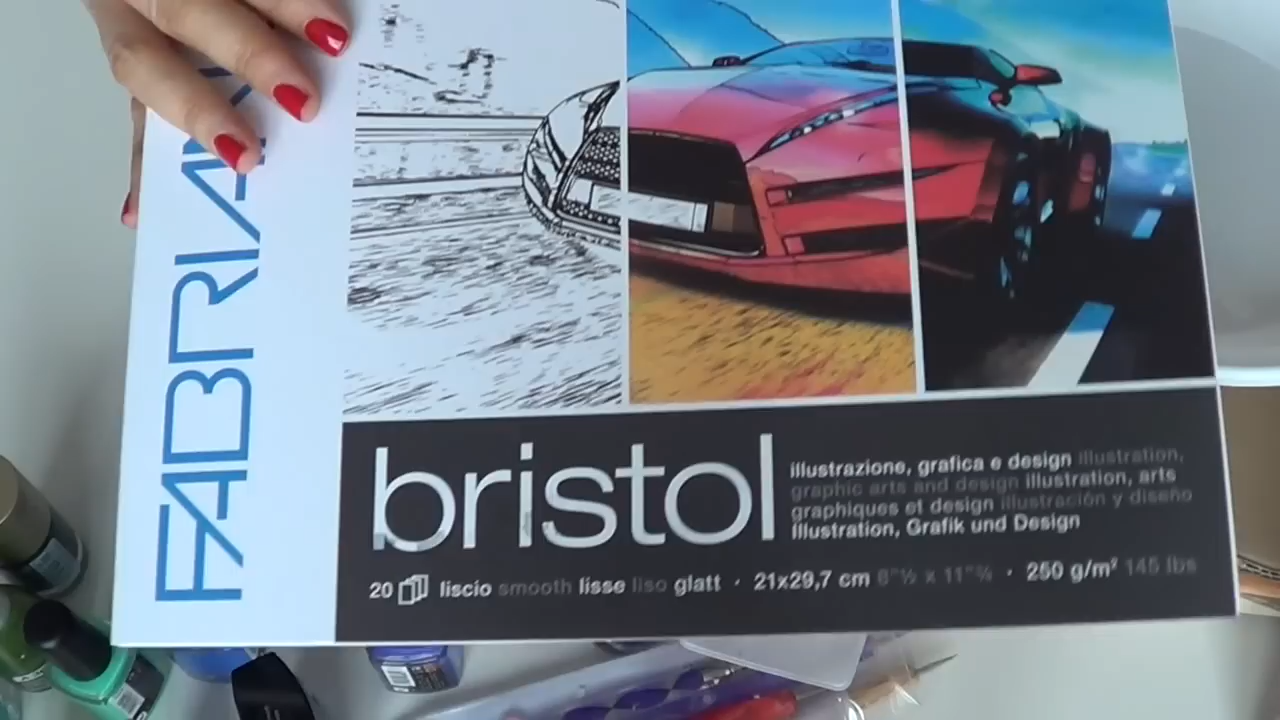 FABRIAN
bristol
illustrazione, grafica e design illustration,
graphic arts and design illustration, arts
graphiques et design illustración y diseño
Illustration, Grafik und Design
20 liscio smooth lisse liso glatt · 21x29,7 cm 8"½ x 11"¾ · 250 g/m² 145 lbs